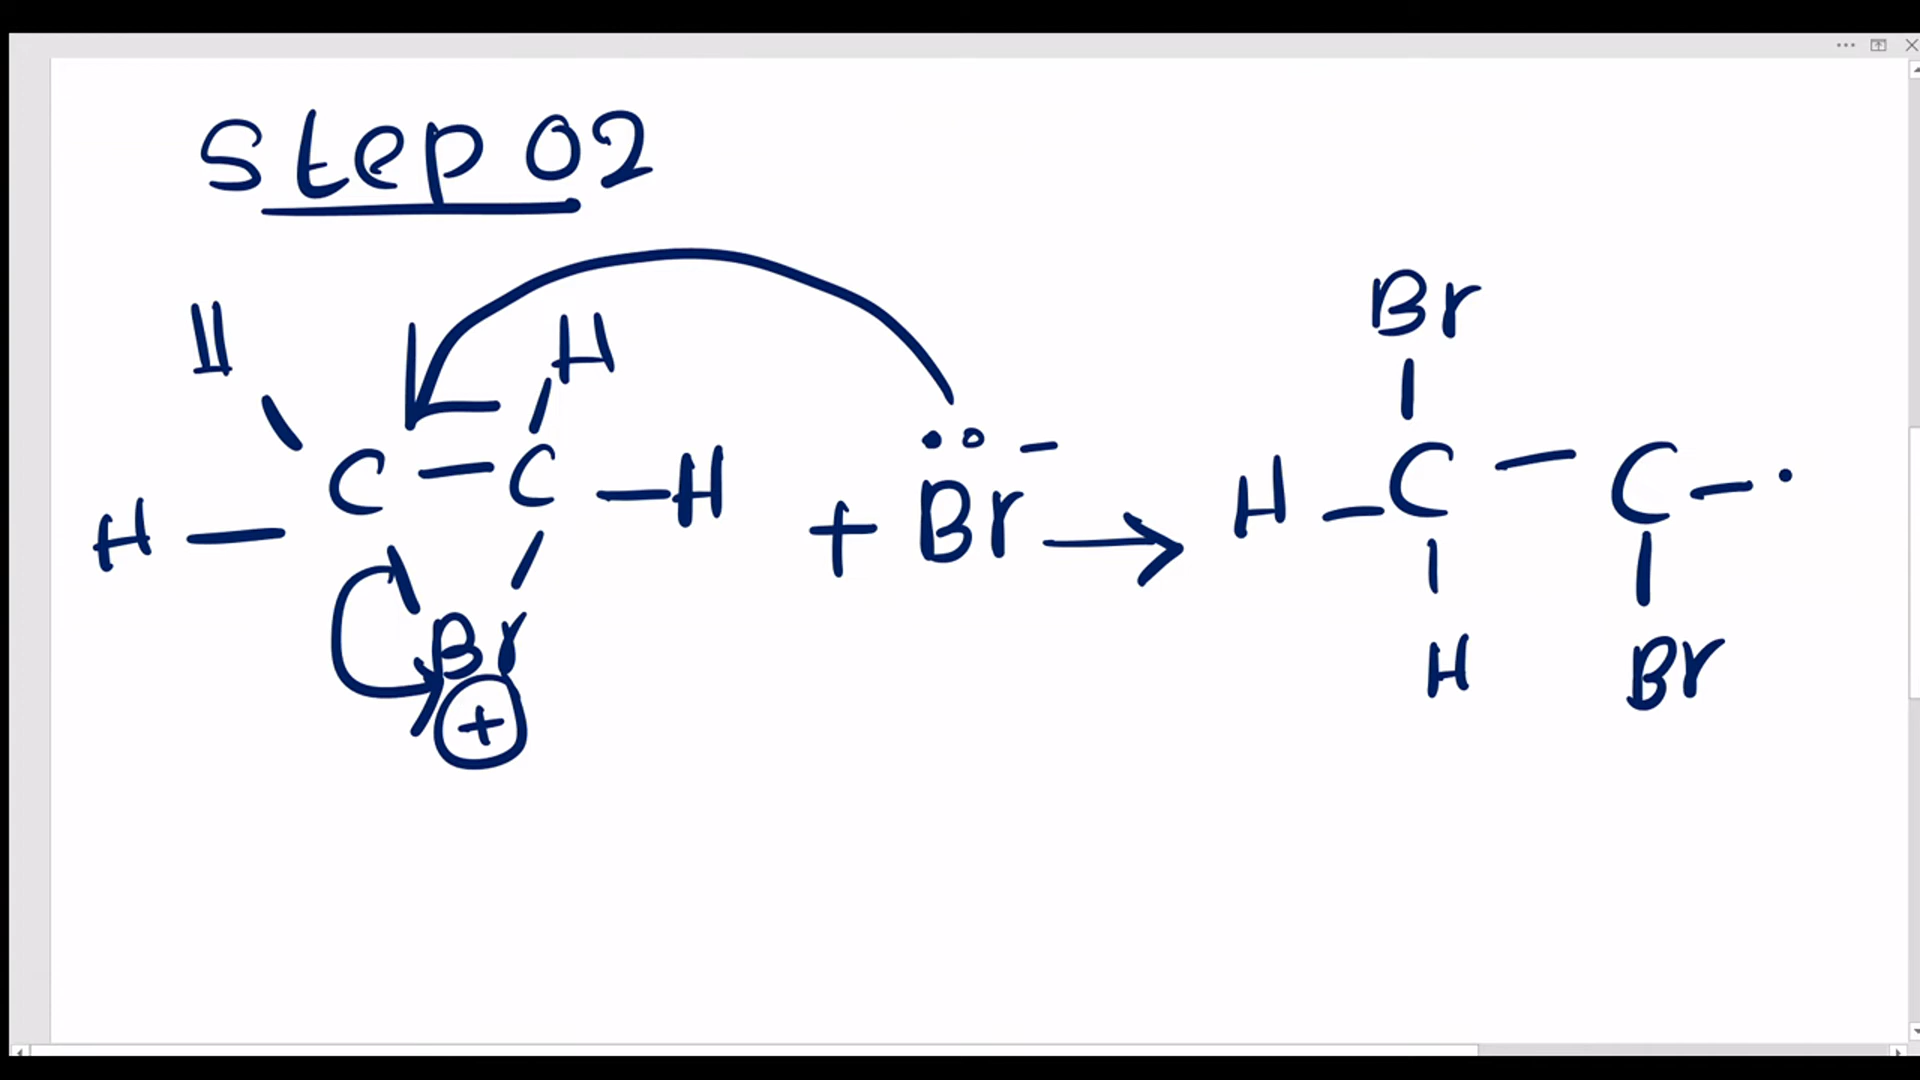 Step 02
Br
H
H - C - C - H + Br⁻ → H - C - C -
Br H Br
+